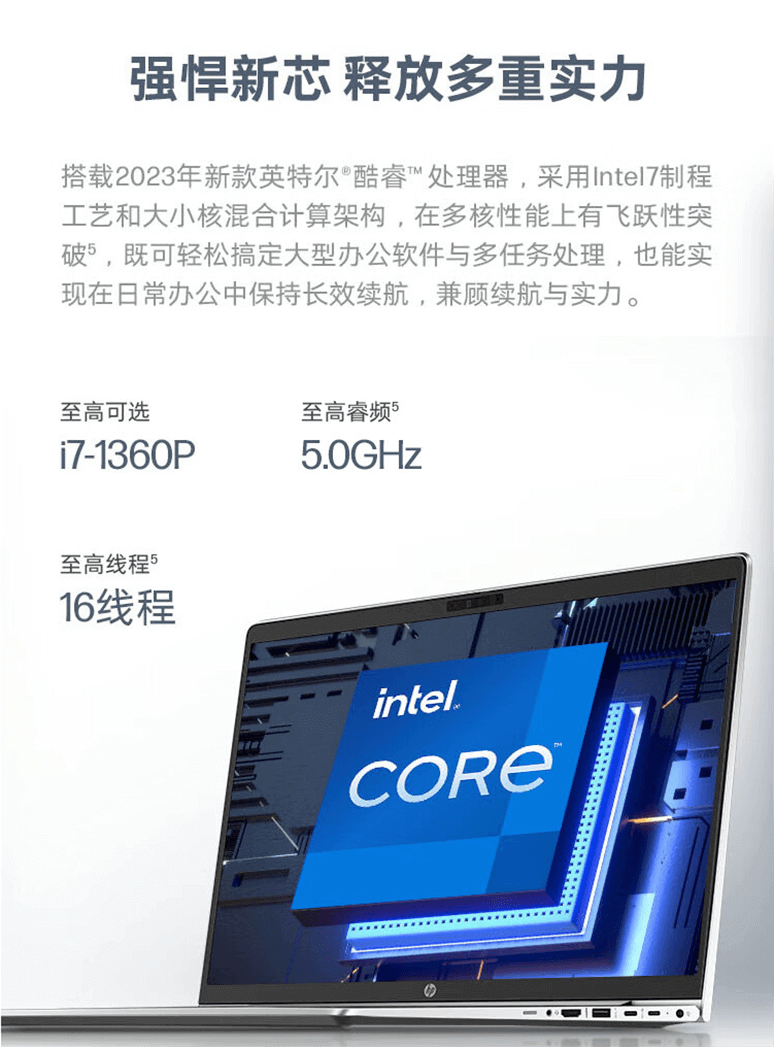 强悍新芯 释放多重实力
搭载2023年新款英特尔®酷睿™处理器，采用Intel7制程
工艺和大小核混合计算架构，在多核性能上有飞跃性突
破⁵，既可轻松搞定大型办公软件与多任务处理，也能实
现在日常办公中保持长效续航，兼顾续航与实力。
至高可选
i7-1360P
至高睿频⁵
5.0GHz
至高线程⁵
16线程
intel
CORE™
hp